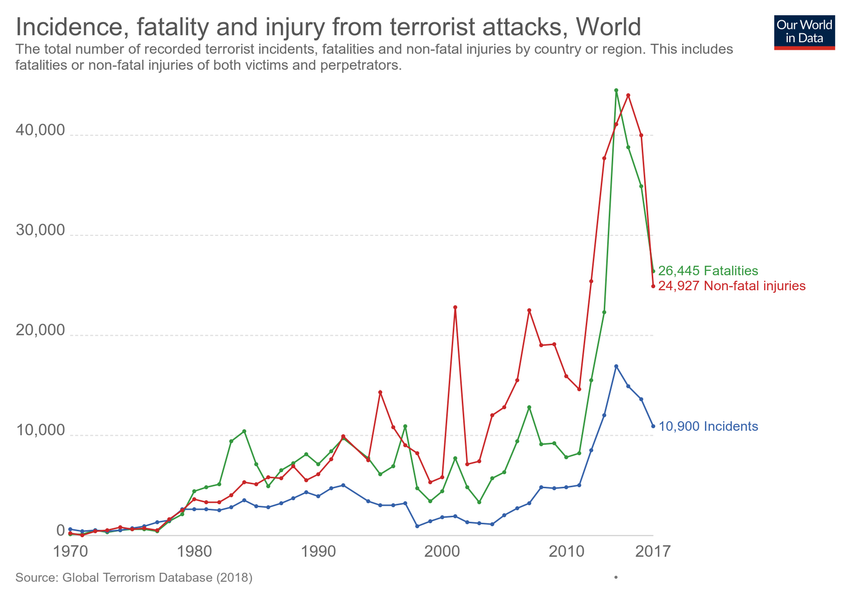 Incidence, fatality and injury from terrorist attacks, World
Our World
in Data
The total number of recorded terrorist incidents, fatalities and non-fatal injuries by country or region. This includes
fatalities or non-fatal injuries of both victims and perpetrators.
40,000
30,000
26,445 Fatalities
24,927 Non-fatal injuries
20,000
10,000
10,900 Incidents
0
1970 1980 1990 2000 2010 2017
Source: Global Terrorism Database (2018)